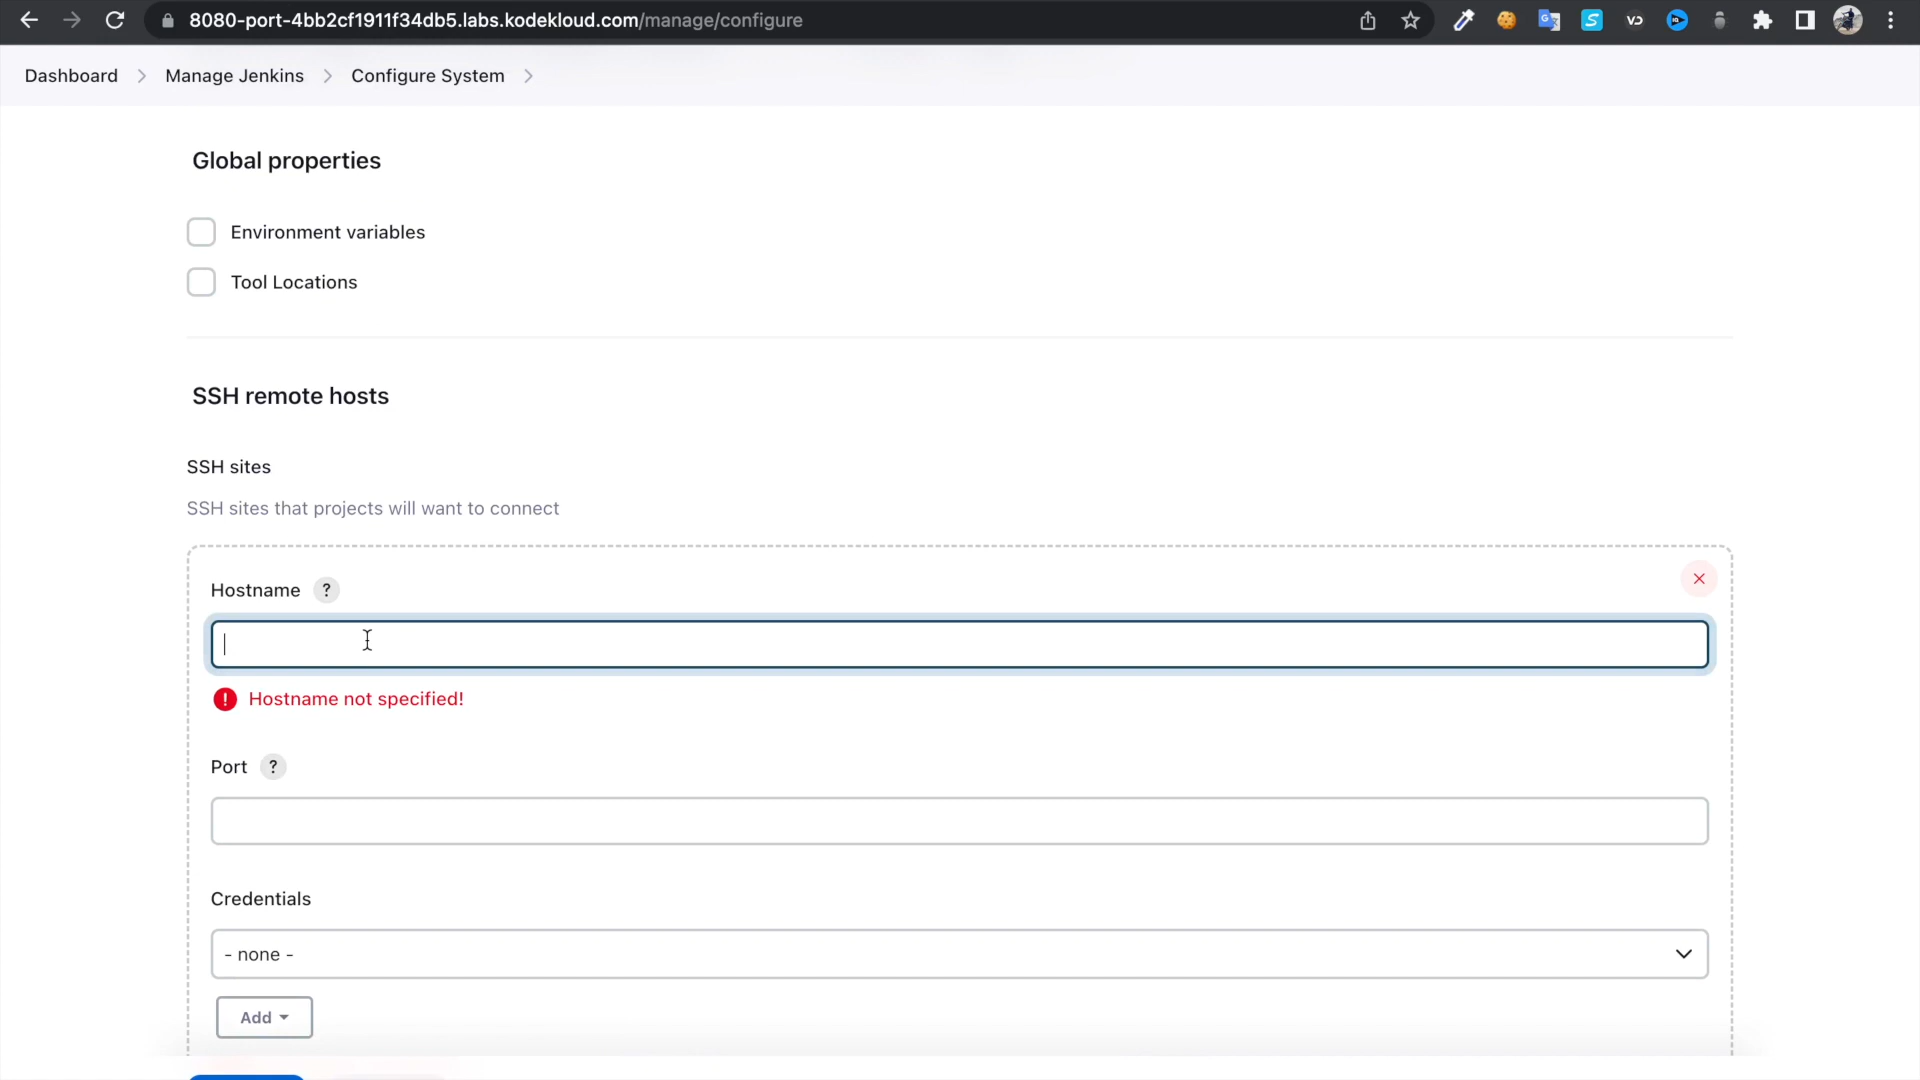 8080-port-4bb2cf1911f34db5.labs.kodekloud.com/manage/configure
Dashboard
Manage Jenkins
Configure System
Global properties
Environment variables
Tool Locations
SSH remote hosts
SSH sites
SSH sites that projects will want to connect
Hostname ?
Hostname not specified!
Port ?
Credentials
- none -
Add